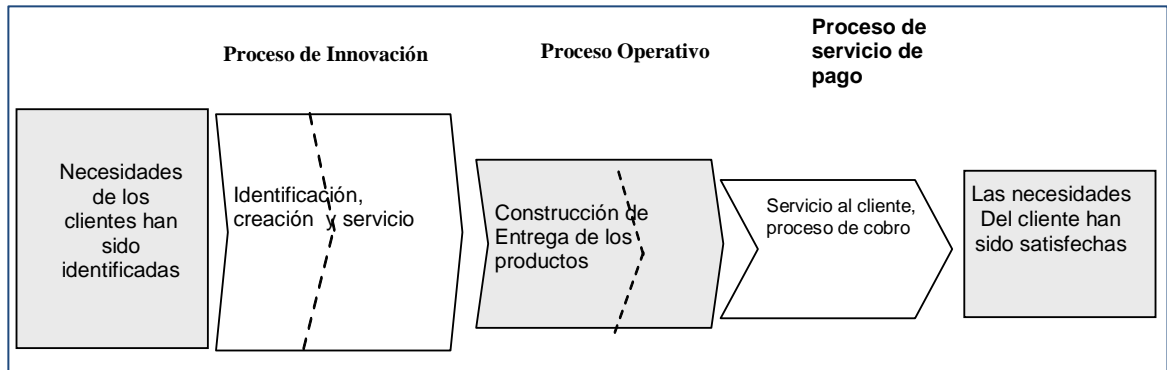 Proceso de Innovación
Proceso Operativo
Proceso de
servicio de
pago
Necesidades
de los
clientes han
sido
identificadas
Identificación,
creación y servicio
Construcción de
Entrega de los
productos
Servicio al cliente,
proceso de cobro
Las necesidades
Del cliente han
sido satisfechas